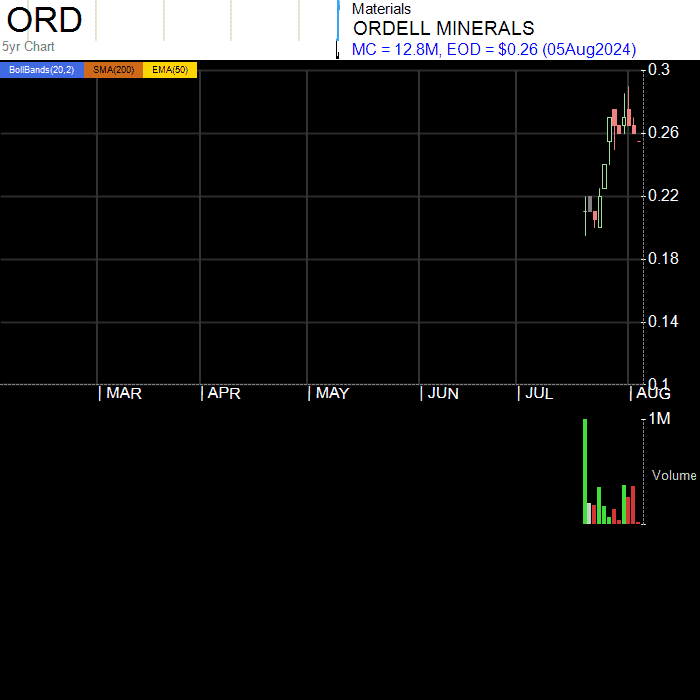 ORD
5yr Chart
Materials
ORDELL MINERALS
MC = 12.8M, EOD = $0.26 (05Aug2024)
BollBands(20,2) SMA(200) EMA(50)
0.3
0.26
0.22
0.18
0.14
0.1
| MAR | APR | MAY | JUN | JUL | AUG
1M
Volume